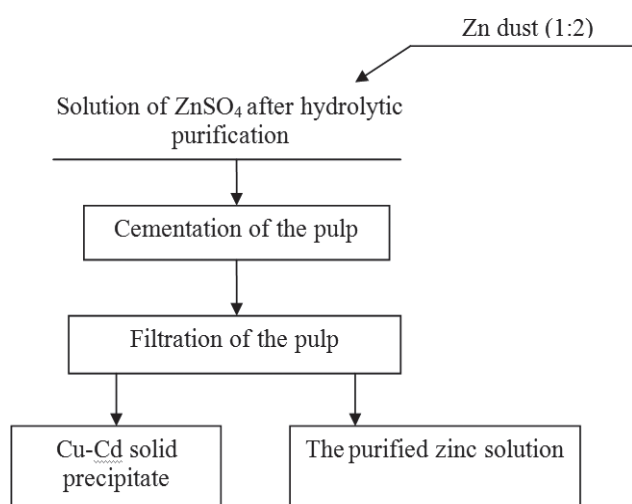 Zn dust (1:2)
Solution of ZnSO₄ after hydrolytic
purification
Cementation of the pulp
Filtration of the pulp
Cu-Cd solid
precipitate
The purified zinc solution